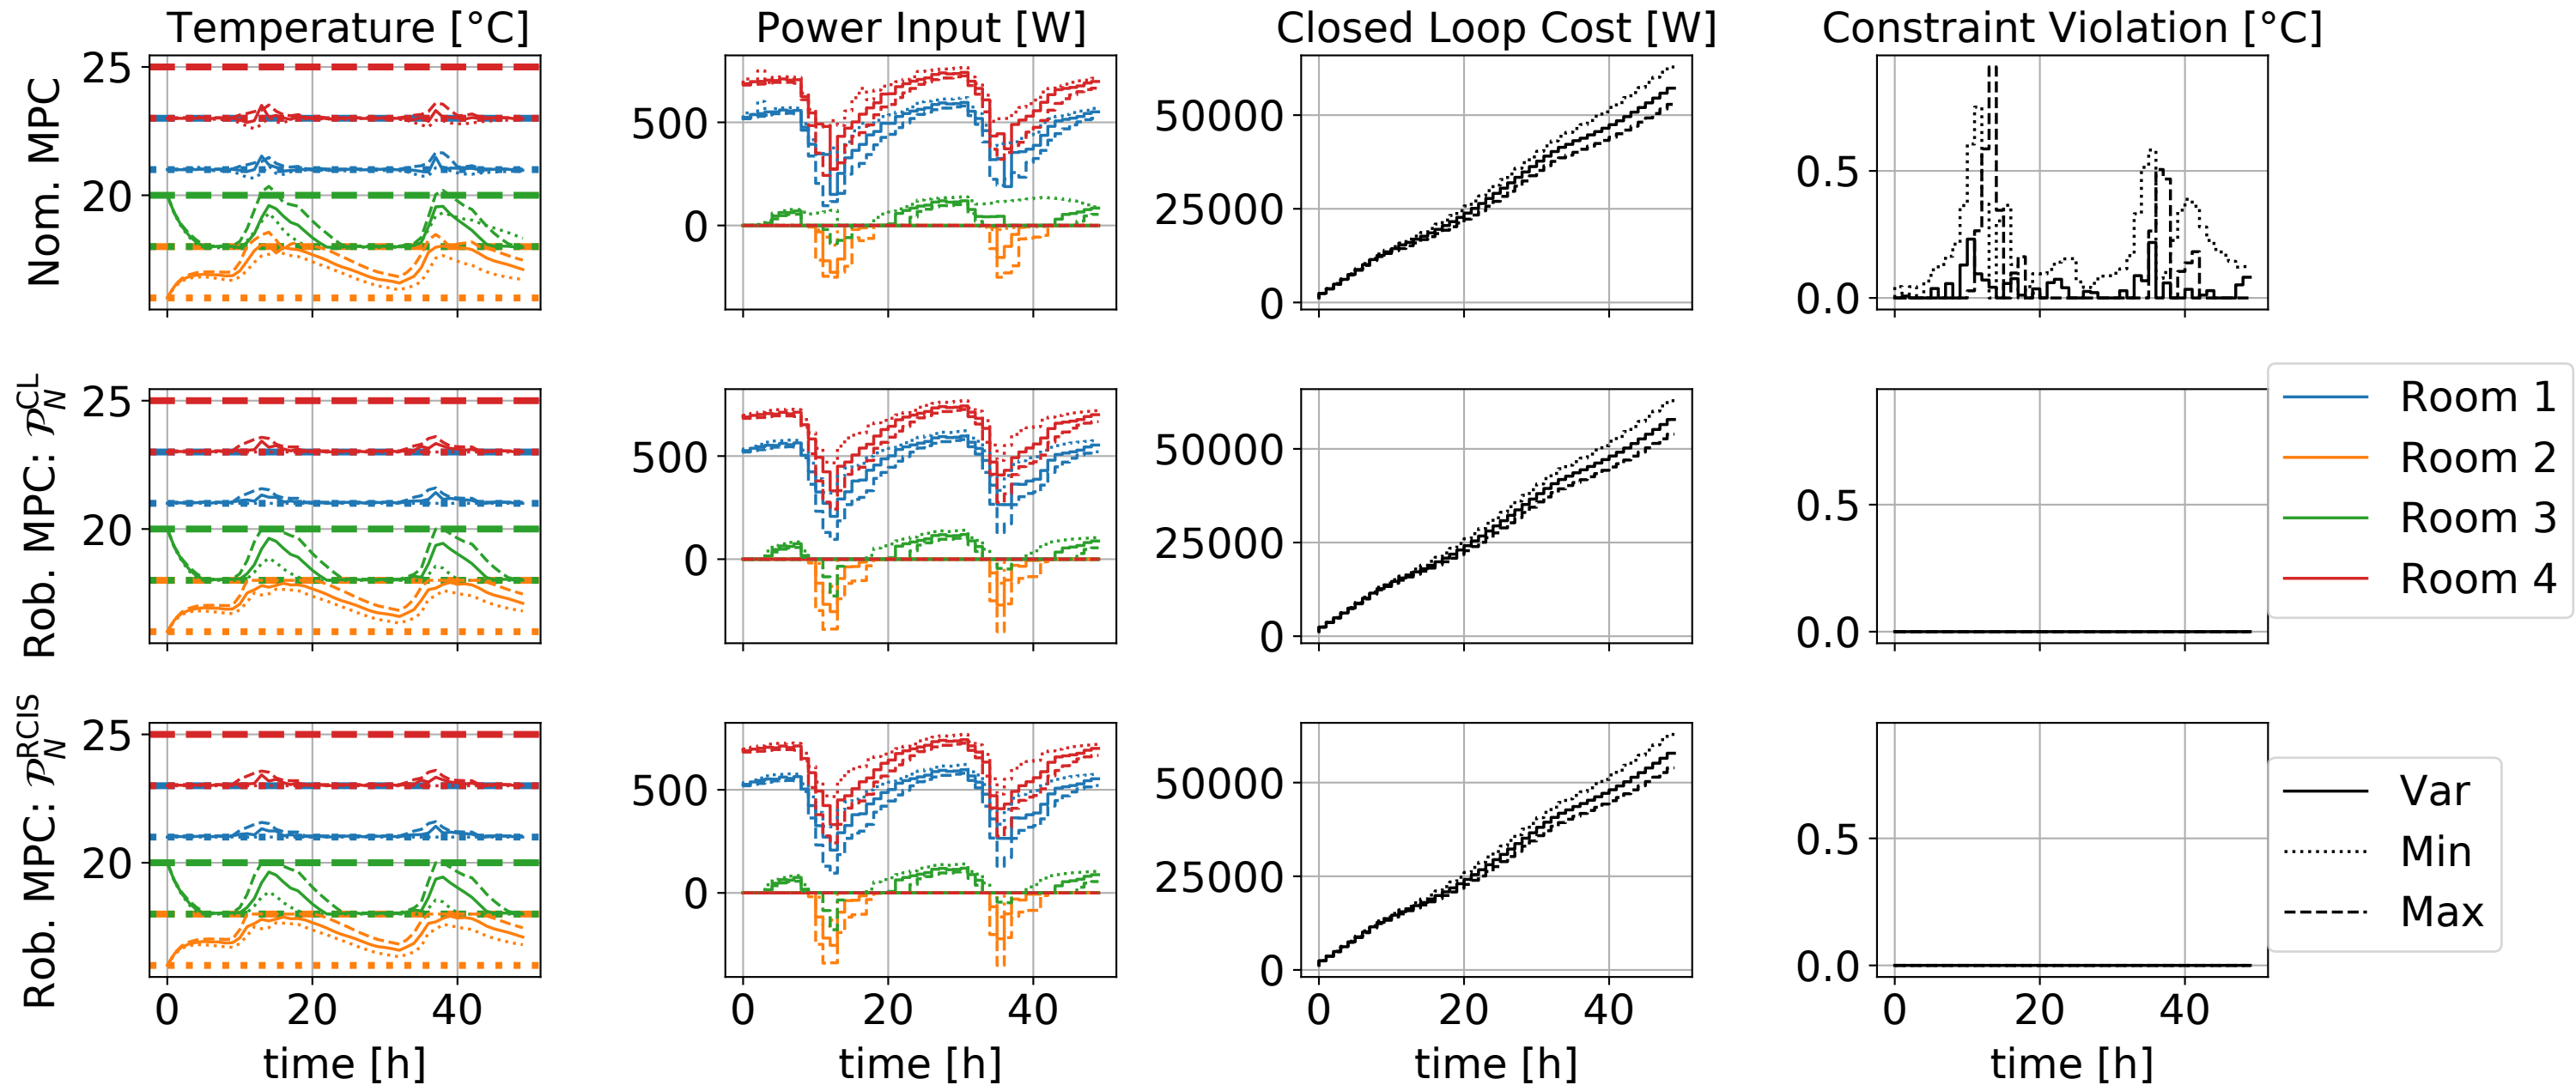 Temperature [°C]
Power Input [W]
Closed Loop Cost [W]
Constraint Violation [°C]
Nom. MPC
25
20
500
0
50000
25000
0
0.5
0.0
Rob. MPC: 𝒫_N^CL
25
20
500
0
50000
25000
0
0.5
0.0
Room 1
Room 2
Room 3
Room 4
Rob. MPC: 𝒫_N^RCIS
25
20
500
0
50000
25000
0
0.5
0.0
Var
Min
Max
0 20 40
0 20 40
0 20 40
0 20 40
time [h]
time [h]
time [h]
time [h]